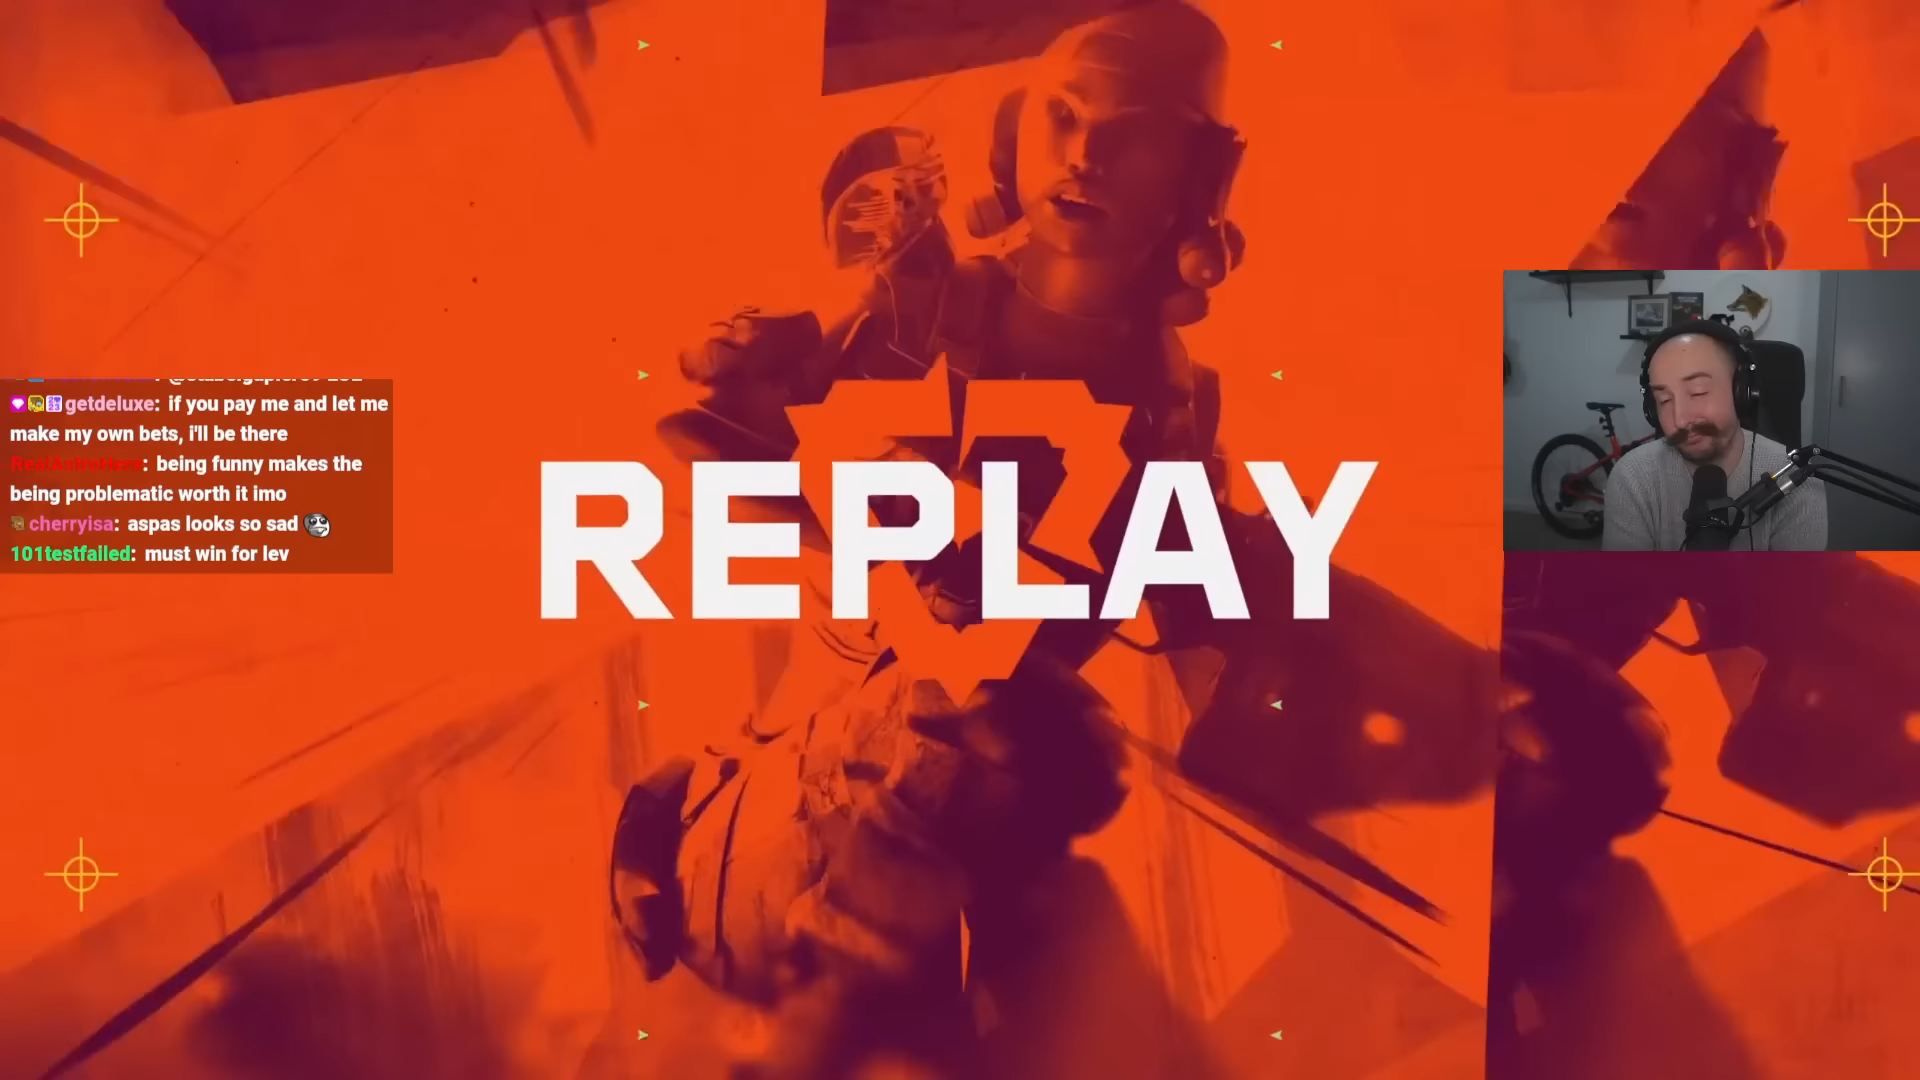 getdeluxe: if you pay me and let me
make my own bets, i'll be there
: being funny makes the
being problematic worth it imo
cherryisa: aspas looks so sad
101testfailed: must win for lev
REPLAY